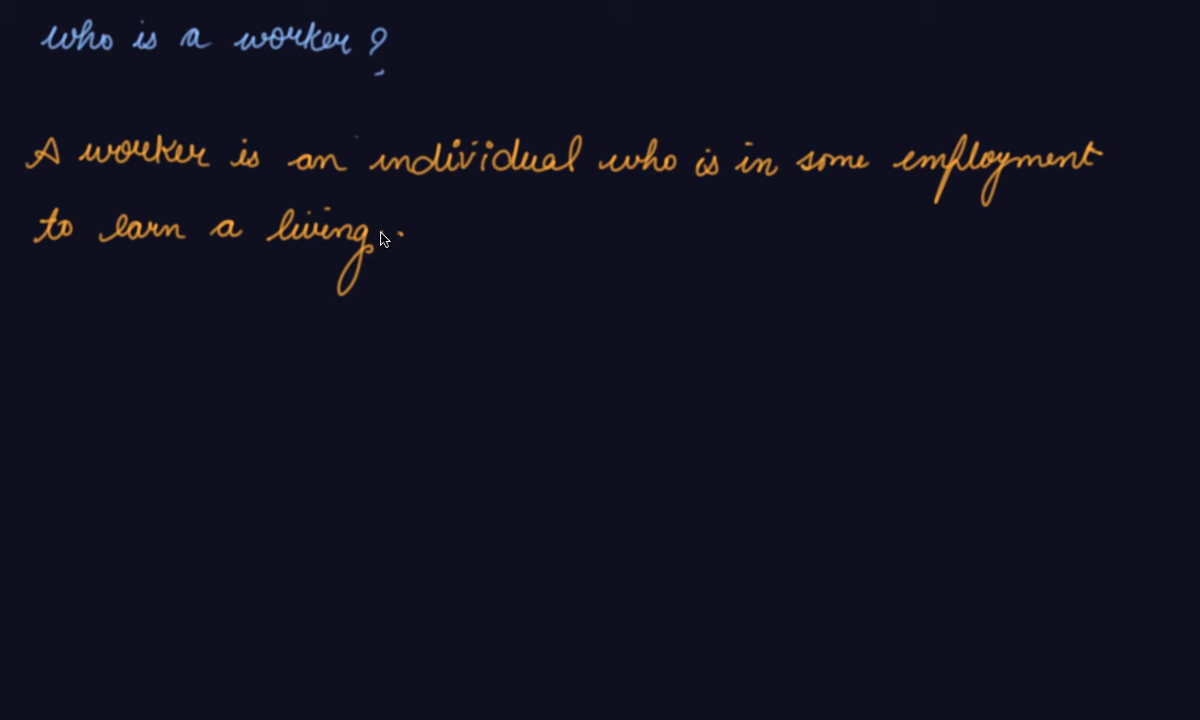 who is a worker?
A worker is an individual who is in some employment
to earn a living.